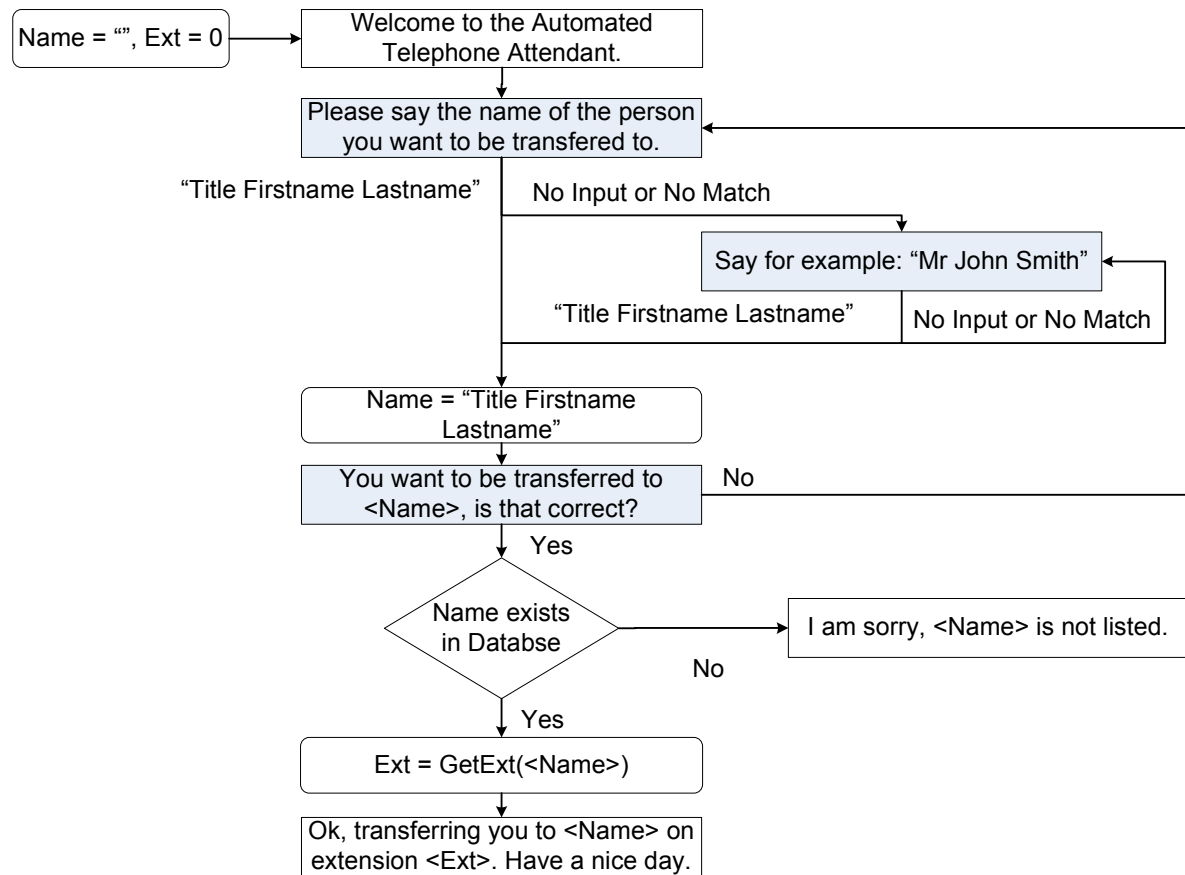 Name = “”, Ext = 0
Welcome to the Automated
Telephone Attendant.
Please say the name of the person
you want to be transfered to.
“Title Firstname Lastname”
No Input or No Match
Say for example: “Mr John Smith”
“Title Firstname Lastname”
No Input or No Match
Name = “Title Firstname
Lastname”
You want to be transferred to
<Name>, is that correct?
No
Yes
Name exists
in Databse
I am sorry, <Name> is not listed.
No
Yes
Ext = GetExt(<Name>)
Ok, transferring you to <Name> on
extension <Ext>. Have a nice day.